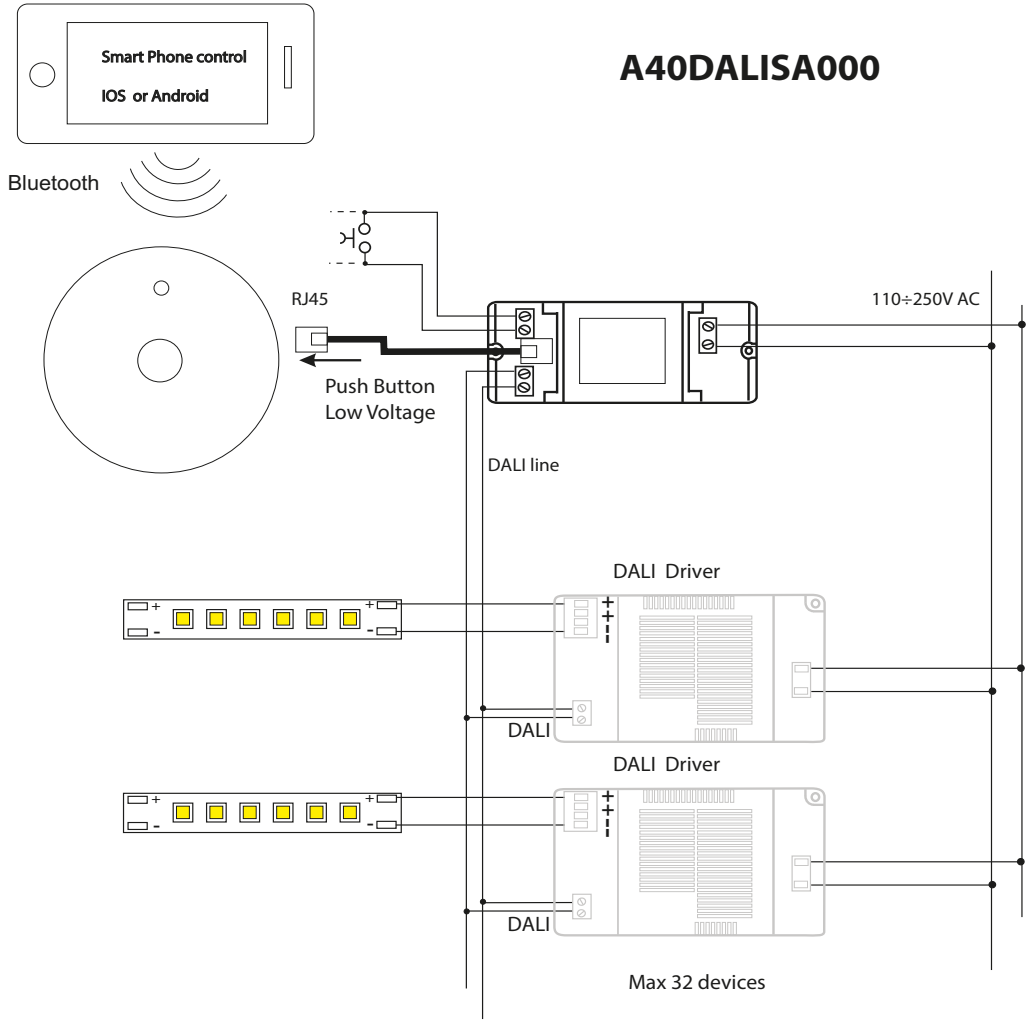 Smart Phone control
IOS or Android
A40DALISA000
Bluetooth
RJ45
110÷250V AC
Push Button
Low Voltage
DALI line
DALI Driver
+ +
- -
+
+
-
-
DALI
DALI Driver
+ +
- -
+
+
-
-
DALI
Max 32 devices